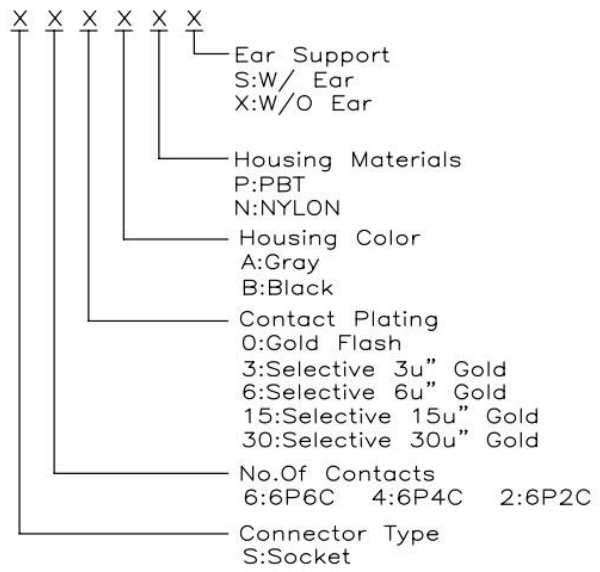 X X X X X X
Ear Support
S:W/ Ear
X:W/O Ear
Housing Materials
P:PBT
N:NYLON
Housing Color
A:Gray
B:Black
Contact Plating
0:Gold Flash
3:Selective 3u” Gold
6:Selective 6u” Gold
15:Selective 15u” Gold
30:Selective 30u” Gold
No.Of Contacts
6:6P6C 4:6P4C 2:6P2C
Connector Type
S:Socket